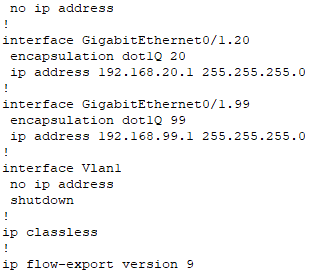 no ip address
!
interface GigabitEthernet0/1.20
encapsulation dot1Q 20
ip address 192.168.20.1 255.255.255.0
!
interface GigabitEthernet0/1.99
encapsulation dot1Q 99
ip address 192.168.99.1 255.255.255.0
!
interface Vlan1
no ip address
shutdown
!
ip classless
!
ip flow-export version 9